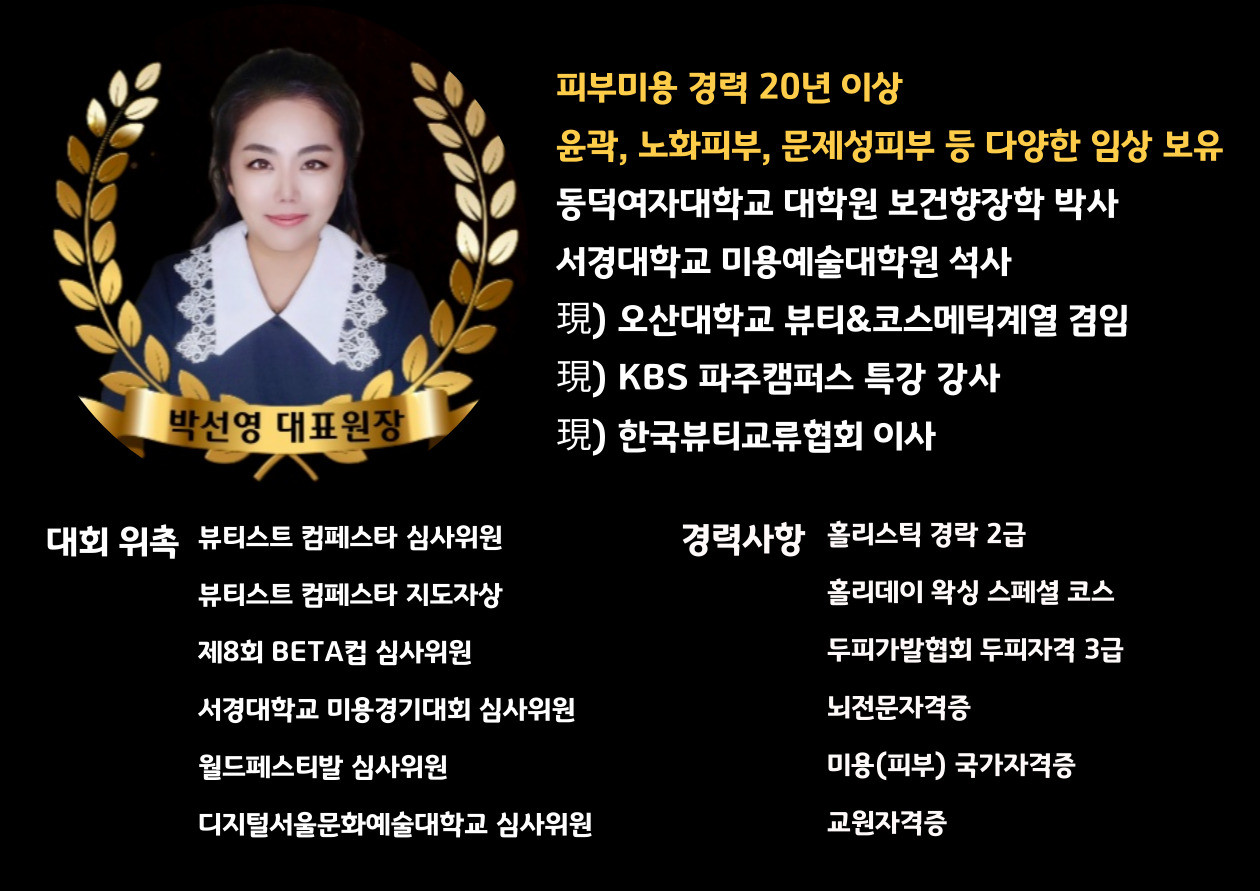 박선영 대표원장
피부미용 경력 20년 이상
윤곽, 노화피부, 문제성피부 등 다양한 임상 보유
동덕여자대학교 대학원 보건향장학 박사
서경대학교 미용예술대학원 석사
現) 오산대학교 뷰티&코스메틱계열 겸임
現) KBS 파주캠퍼스 특강 강사
現) 한국뷰티교류협회 이사
대회 위촉
뷰티스트 컴페스타 심사위원
뷰티스트 컴페스타 지도자상
제8회 BETA컵 심사위원
서경대학교 미용경기대회 심사위원
월드페스티발 심사위원
디지털서울문화예술대학교 심사위원
경력사항
홀리스틱 경락 2급
홀리데이 왁싱 스페셜 코스
두피가발협회 두피자격 3급
뇌전문자격증
미용(피부) 국가자격증
교원자격증